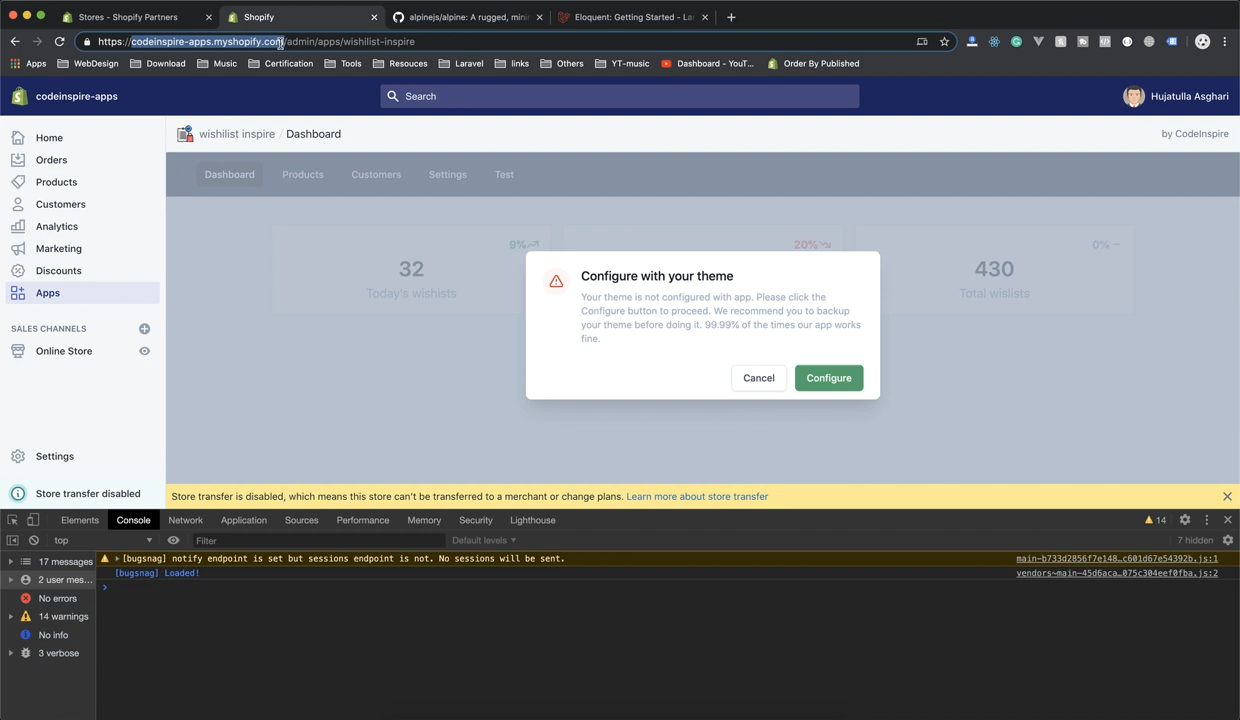 Stores - Shopify Partners
Shopify
alpinejs/alpine: A rugged, mini
Eloquent: Getting Started - La
https://codeinspire-apps.myshopify.com/admin/apps/wishilist-inspire
Apps
WebDesign
Download
Music
Certification
Tools
Resouces
Laravel
links
Others
YT-music
Dashboard - YouT...
Order By Published
codeinspire-apps
Search
Hujatulla Asghari
Home
Orders
Products
Customers
Analytics
Marketing
Discounts
Apps
SALES CHANNELS
Online Store
Settings
Store transfer disabled
wishilist inspire / Dashboard
by CodeInspire
Dashboard
Products
Customers
Settings
Test
9%
32
Today's wishists
20%
0%
430
Total wislists
Configure with your theme
Your theme is not configured with app. Please click the
Configure button to proceed. We recommend you to backup
your theme before doing it. 99.99% of the times our app works
fine.
Cancel
Configure
Store transfer is disabled, which means this store can't be transferred to a merchant or change plans. Learn more about store transfer
Elements
Console
Network
Application
Sources
Performance
Memory
Security
Lighthouse
14
top
Filter
Default levels
7 hidden
17 messages
2 user mes...
No errors
14 warnings
No info
3 verbose
[bugsnag] notify endpoint is set but sessions endpoint is not. No sessions will be sent.
main-b733d2856f7e148…c601d67e54392b.js:1
[bugsnag] Loaded!
vendors~main-45d6aca…075c304eef0fba.js:2